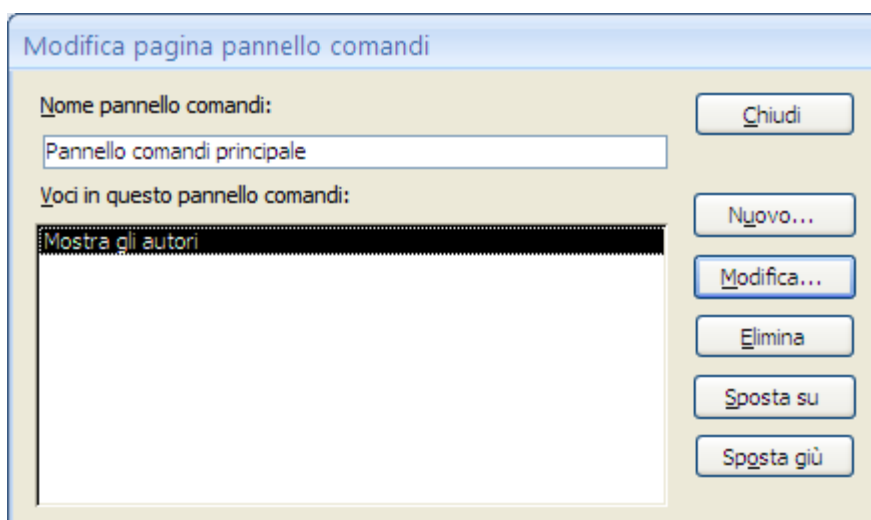 Modifica pagina pannello comandi
Nome pannello comandi:
Pannello comandi principale
Voci in questo pannello comandi:
Mostra gli autori
Chiudi
Nuovo...
Modifica...
Elimina
Sposta su
Sposta giù